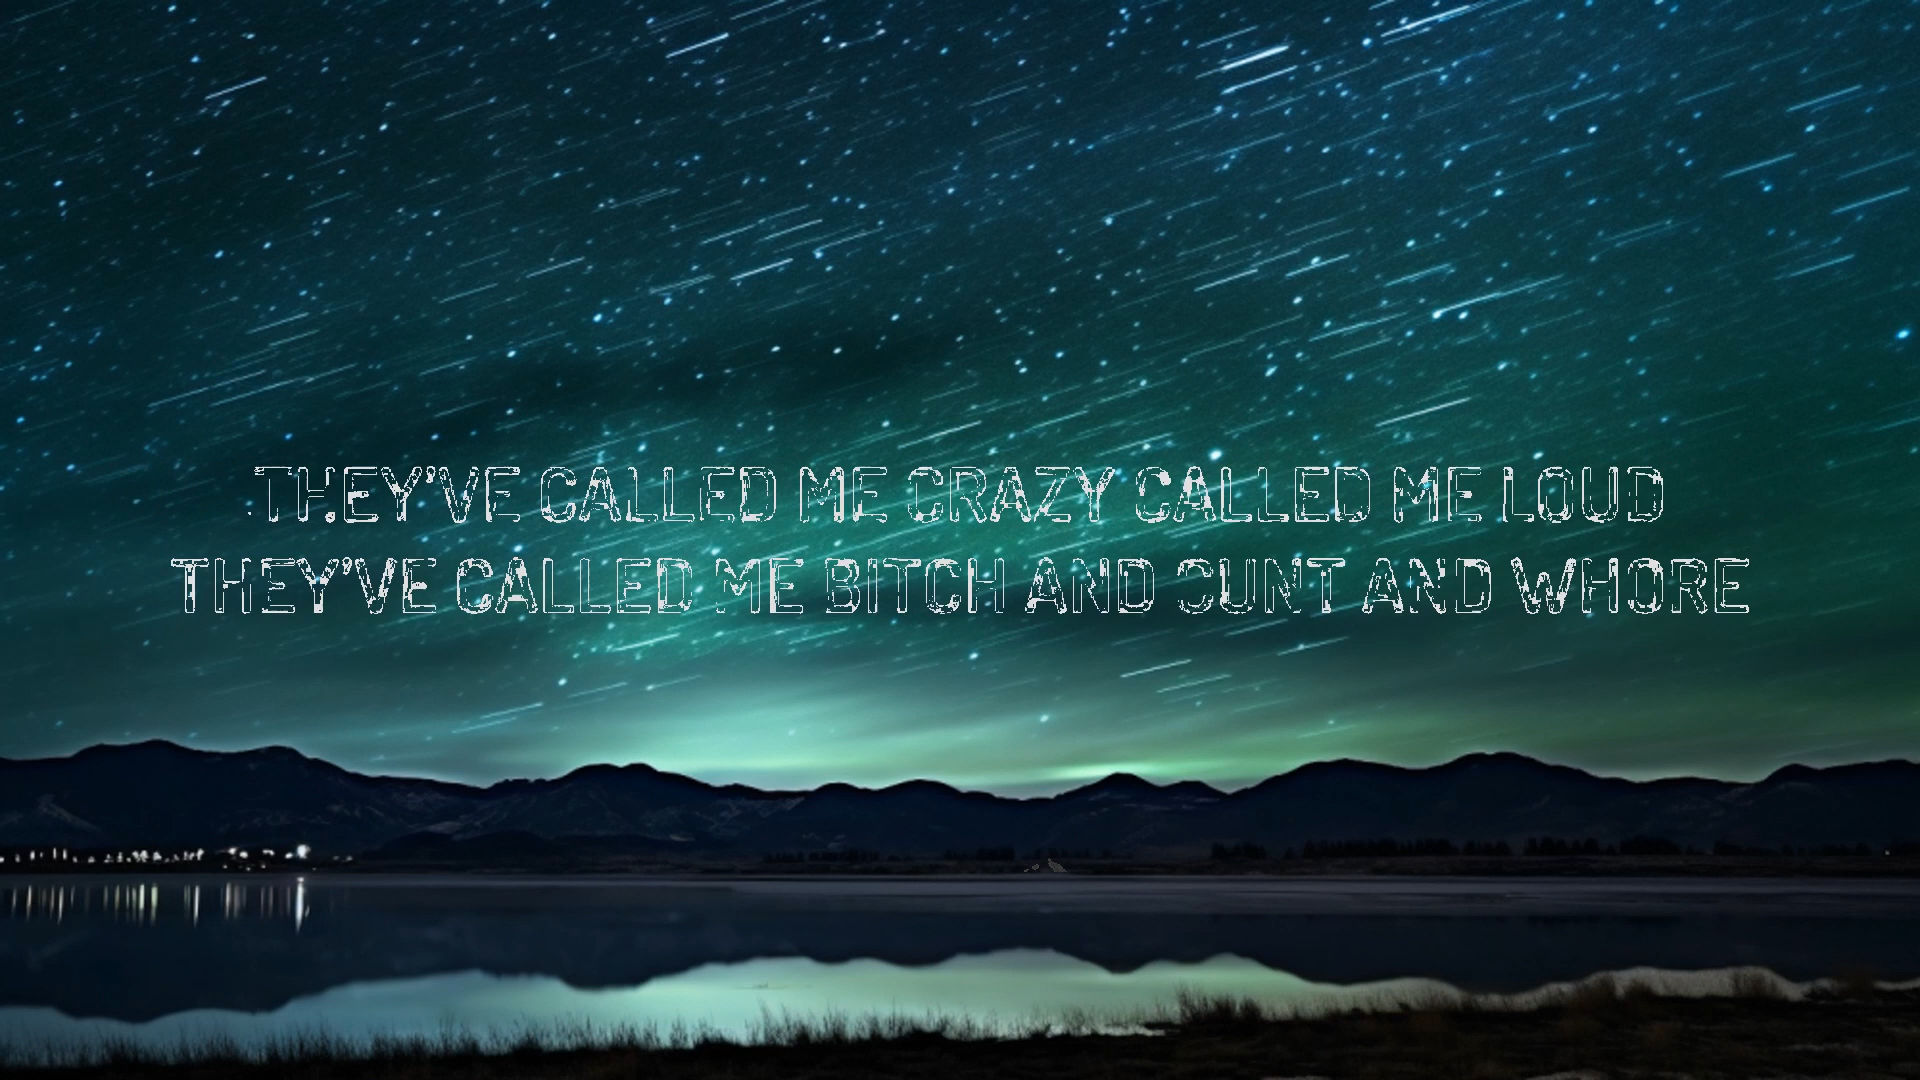 THEY'VE CALLED ME CRAZY CALLED ME LOUD
THEY'VE CALLED ME BITCH AND CUNT AND WHORE